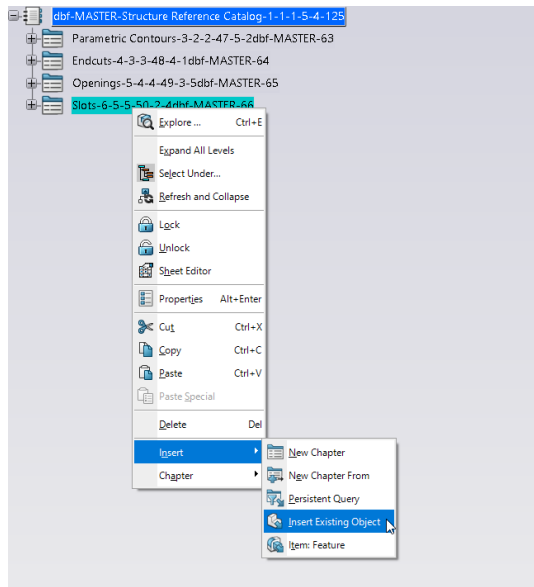 dbf-MASTER-Structure Reference Catalog-1-1-1-5-4-125
Parametric Contours-3-2-2-47-5-2dbf-MASTER-63
Endcuts-4-3-3-48-4-1dbf-MASTER-64
Openings-5-4-4-49-3-5dbf-MASTER-65
Slots-6-5-5-50-2-4dbf-MASTER-66
Explore ... Ctrl+E
Expand All Levels
Select Under...
Refresh and Collapse
Lock
Unlock
Sheet Editor
Properties Alt+Enter
Cut Ctrl+X
Copy Ctrl+C
Paste Ctrl+V
Paste Special
Delete Del
Insert
New Chapter
Chapter
New Chapter From
Persistent Query
Insert Existing Object
Item: Feature